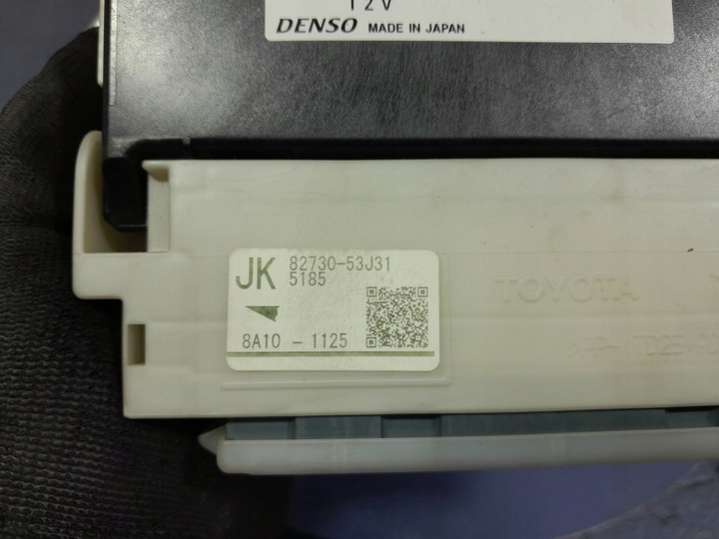 12V
DENSO MADE IN JAPAN
JK 82730-53J31
5185
8A10 - 1125
TOYOTA